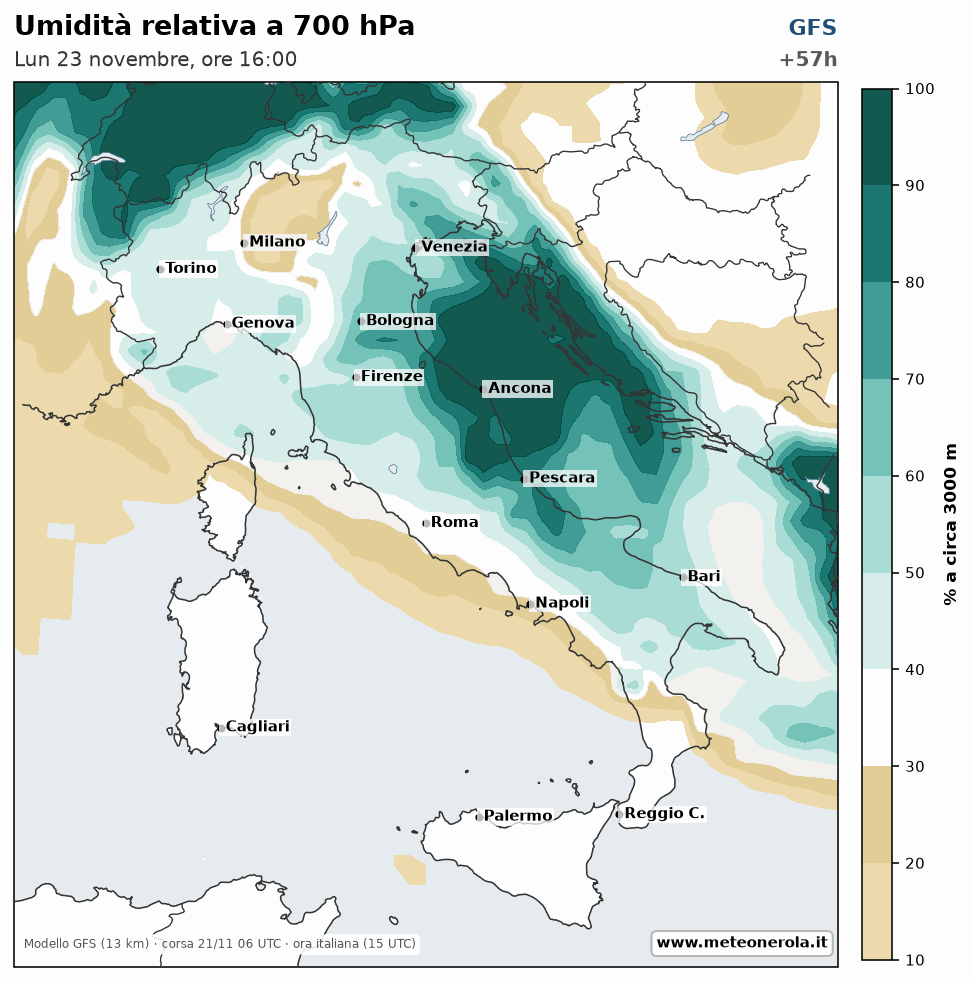 Umidità relativa a 700 hPa
GFS
Lun 23 novembre, ore 16:00
+57h
100
90
80
70
60
50
40
30
20
10
% a circa 3000 m
Milano
Venezia
Torino
Genova
Bologna
Firenze
Ancona
Pescara
Roma
Bari
Napoli
Cagliari
Palermo
Reggio C.
Modello GFS (13 km) · corsa 21/11 06 UTC · ora italiana (15 UTC)
www.meteonerola.it